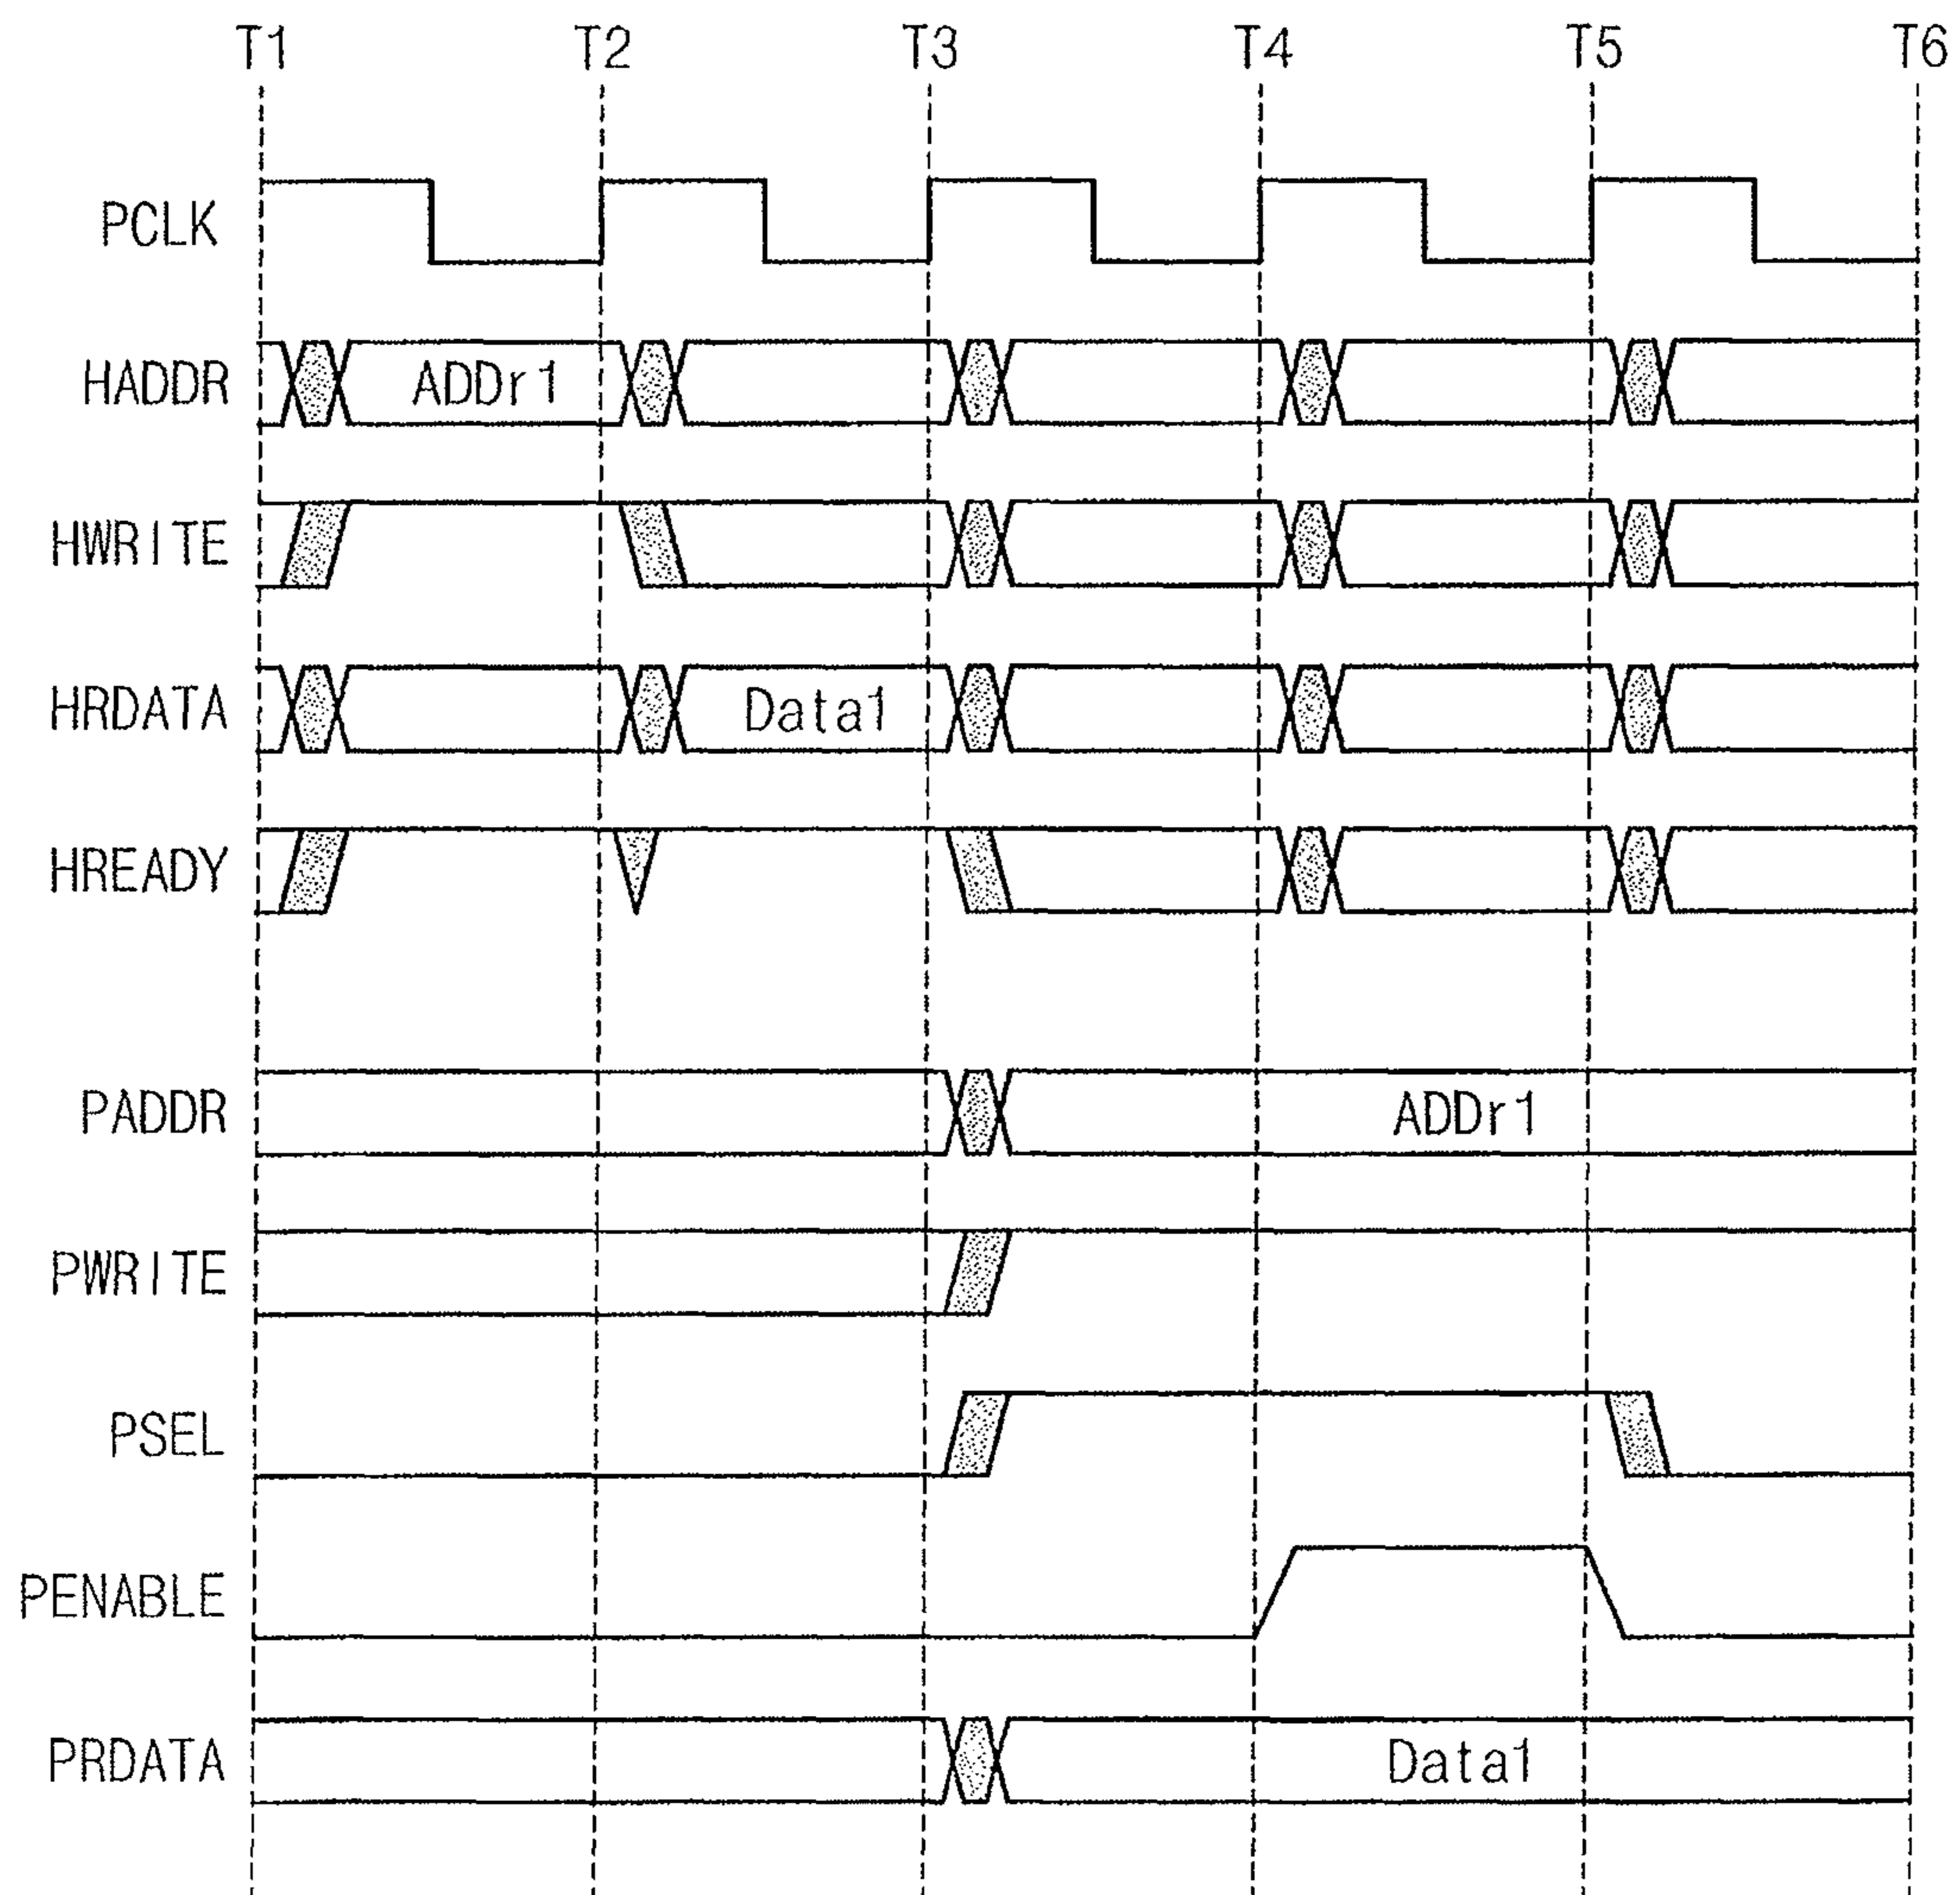 T1 T2 T3 T4 T5 T6
PCLK
HADDR ADDr1
HWRITE
HRDATA Data1
HREADY
PADDR ADDr1
PWRITE
PSEL
PENABLE
PRDATA Data1